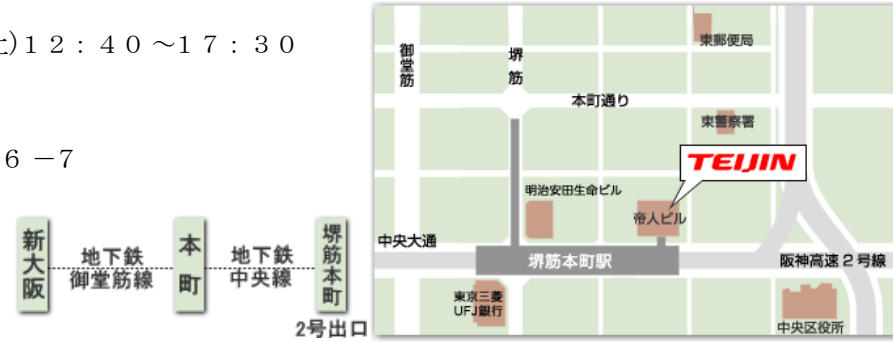 土)１２：４０～１７：３０
６－７
新大阪
地下鉄
御堂筋線
本町
地下鉄
中央線
堺筋本町
2号出口
東郵便局
御堂筋
堺筋
本町通り
東警察署
TEIJIN
明治安田生命ビル
帝人ビル
中央大通
堺筋本町駅
阪神高速２号線
東京三菱
UFJ銀行
中央区役所